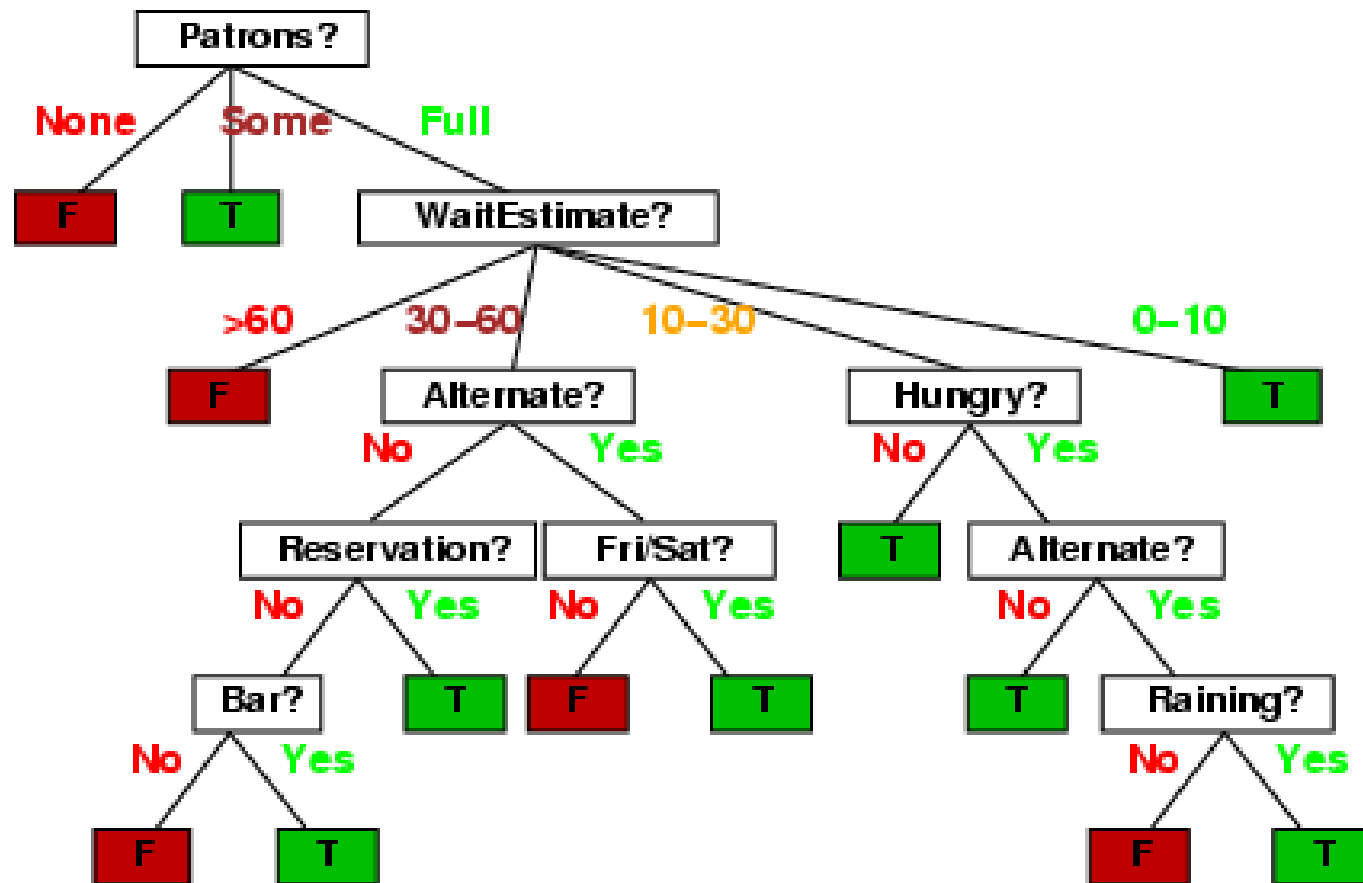 Patrons?
None Some Full
F T WaitEstimate?
>60 30–60 10–30 0–10
F Alternate? Hungry? T
No Yes No Yes
Reservation? Fri/Sat? T Alternate?
No Yes No Yes No Yes
Bar? T F T T Raining?
No Yes No Yes
F T F T